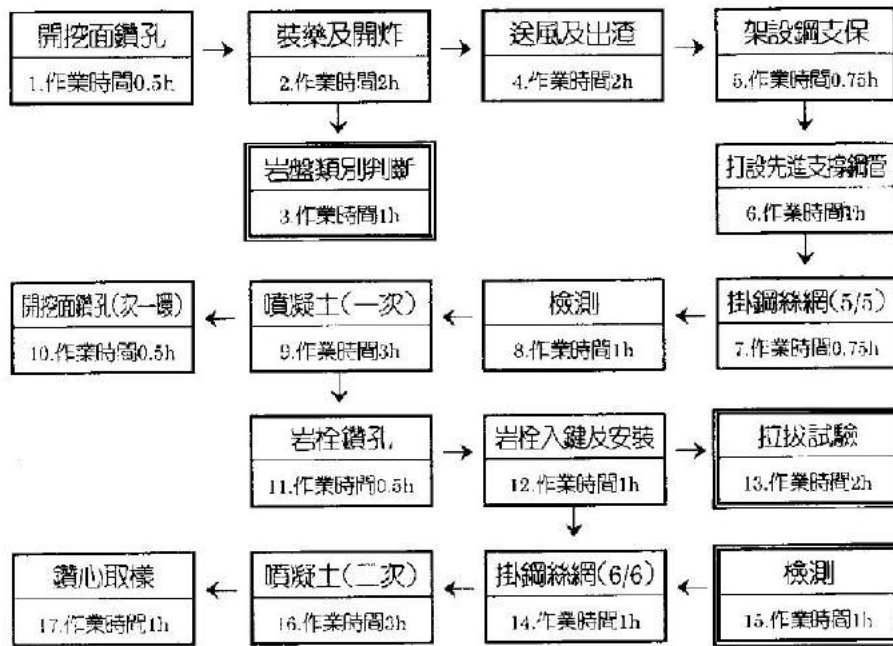 開挖面鑽孔
1.作業時間0.5h
裝藥及開炸
2.作業時間2h
送風及出渣
4.作業時間2h
架設鋼支保
5.作業時間0.75h
岩盤類別判斷
3.作業時間1h
打設先進支撐鋼管
6.作業時間1h
開挖面鑽孔(次一環)
10.作業時間0.5h
噴凝土(一次)
9.作業時間3h
檢測
8.作業時間1h
掛鋼絲網(5/5)
7.作業時間0.75h
岩栓鑽孔
11.作業時間0.5h
岩栓入鍵及安裝
12.作業時間1h
拉拔試驗
13.作業時間2h
鑽心取樣
17.作業時間1h
噴凝土(二次)
16.作業時間3h
掛鋼絲網(6/6)
14.作業時間1h
檢測
15.作業時間1h